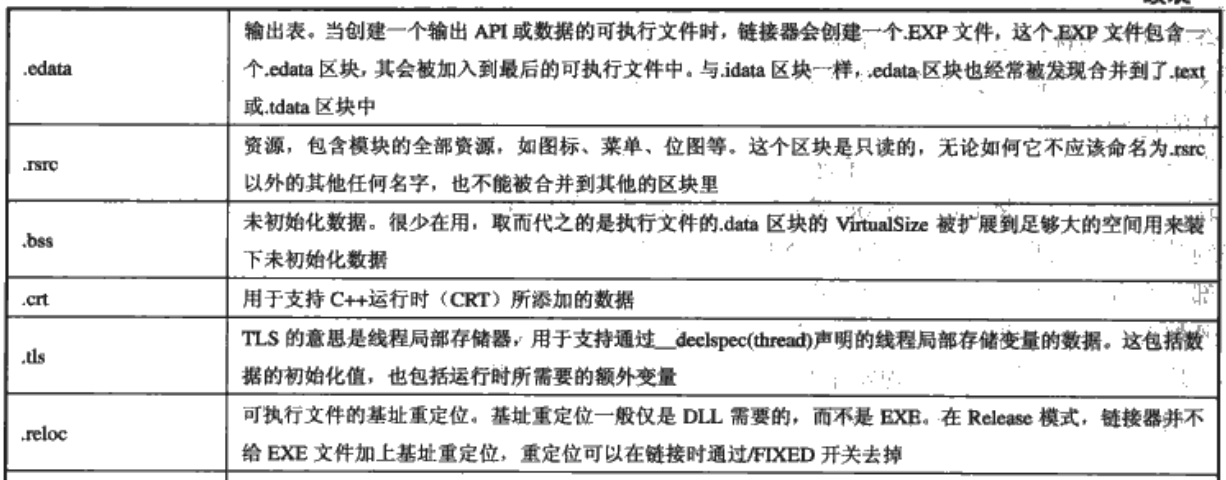 .edata
输出表。当创建一个输出 API 或数据的可执行文件时，链接器会创建一个.EXP 文件，这个.EXP 文件包含一
个.edata 区块，其会被加入到最后的可执行文件中。与.idata 区块一样，.edata 区块也经常被发现合并到了.text
或.tdata 区块中
.rsrc
资源，包含模块的全部资源，如图标、菜单、位图等。这个区块是只读的，无论如何它不应该命名为.rsrc
以外的其他任何名字，也不能被合并到其他的区块里
.bss
未初始化数据。很少在用，取而代之的是执行文件的.data 区块的 VirtualSize 被扩展到足够大的空间用来装
下未初始化数据
.crt
用于支持 C++运行时（CRT）所添加的数据
.tls
TLS 的意思是线程局部存储器，用于支持通过__declspec(thread)声明的线程局部存储变量的数据。这包括数
据的初始化值，也包括运行时所需要的额外变量
.reloc
可执行文件的基址重定位。基址重定位一般仅是 DLL 需要的，而不是 EXE。在 Release 模式，链接器并不
给 EXE 文件加上基址重定位，重定位可以在链接时通过/FIXED 开关去掉